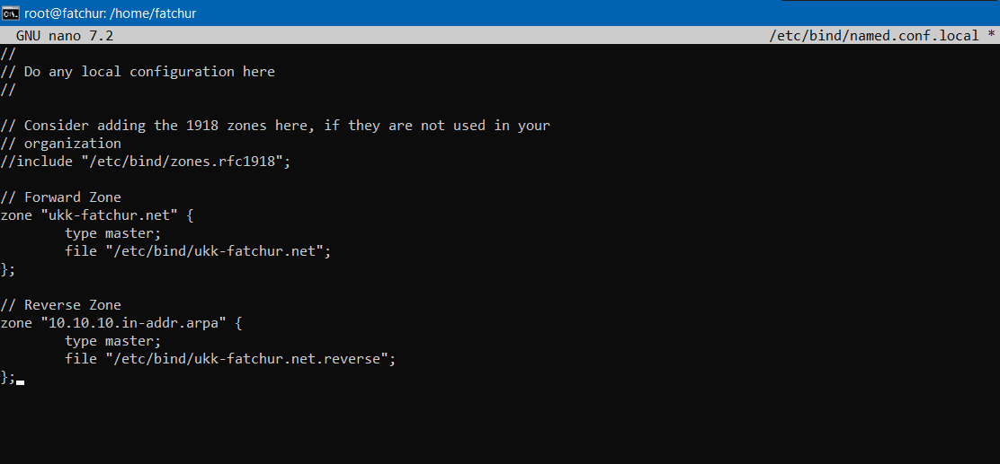 root@fatchur: /home/fatchur
GNU nano 7.2 /etc/bind/named.conf.local *
//
// Do any local configuration here
//
// Consider adding the 1918 zones here, if they are not used in your
// organization
//include "/etc/bind/zones.rfc1918";
// Forward Zone
zone "ukk-fatchur.net" {
type master;
file "/etc/bind/ukk-fatchur.net";
};
// Reverse Zone
zone "10.10.10.in-addr.arpa" {
type master;
file "/etc/bind/ukk-fatchur.net.reverse";
};